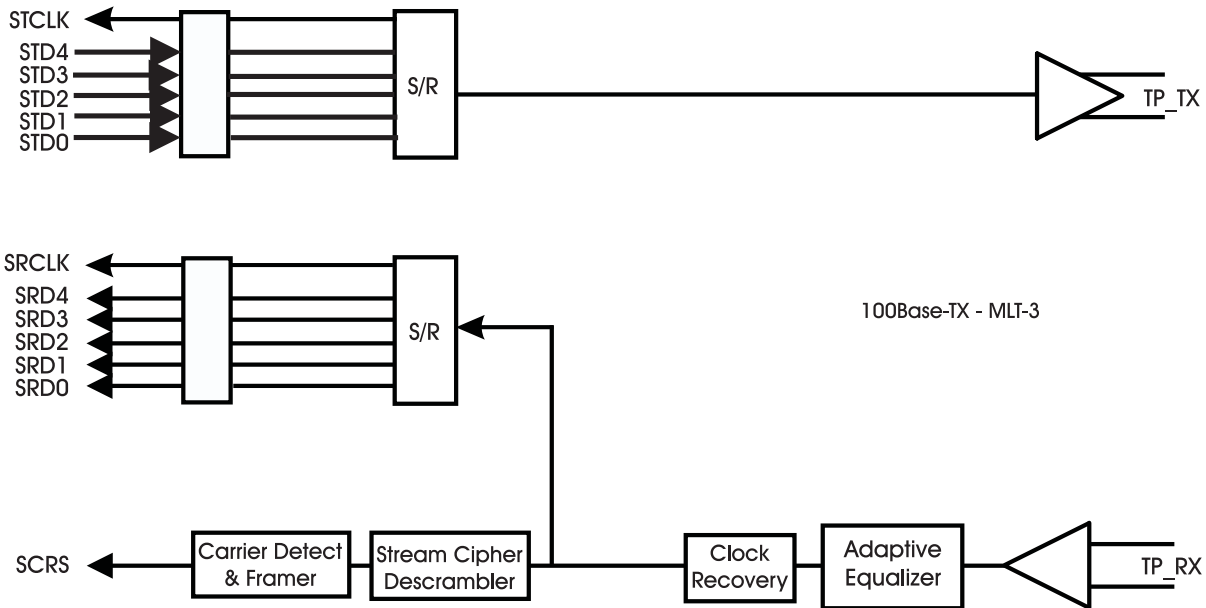 STCLK
STD4
STD3
STD2
STD1
STD0
S/R
TP_TX
SRCLK
SRD4
SRD3
SRD2
SRD1
SRD0
S/R
100Base-TX - MLT-3
SCRS
Carrier Detect
& Framer
Stream Cipher
Descrambler
Clock
Recovery
Adaptive
Equalizer
TP_RX